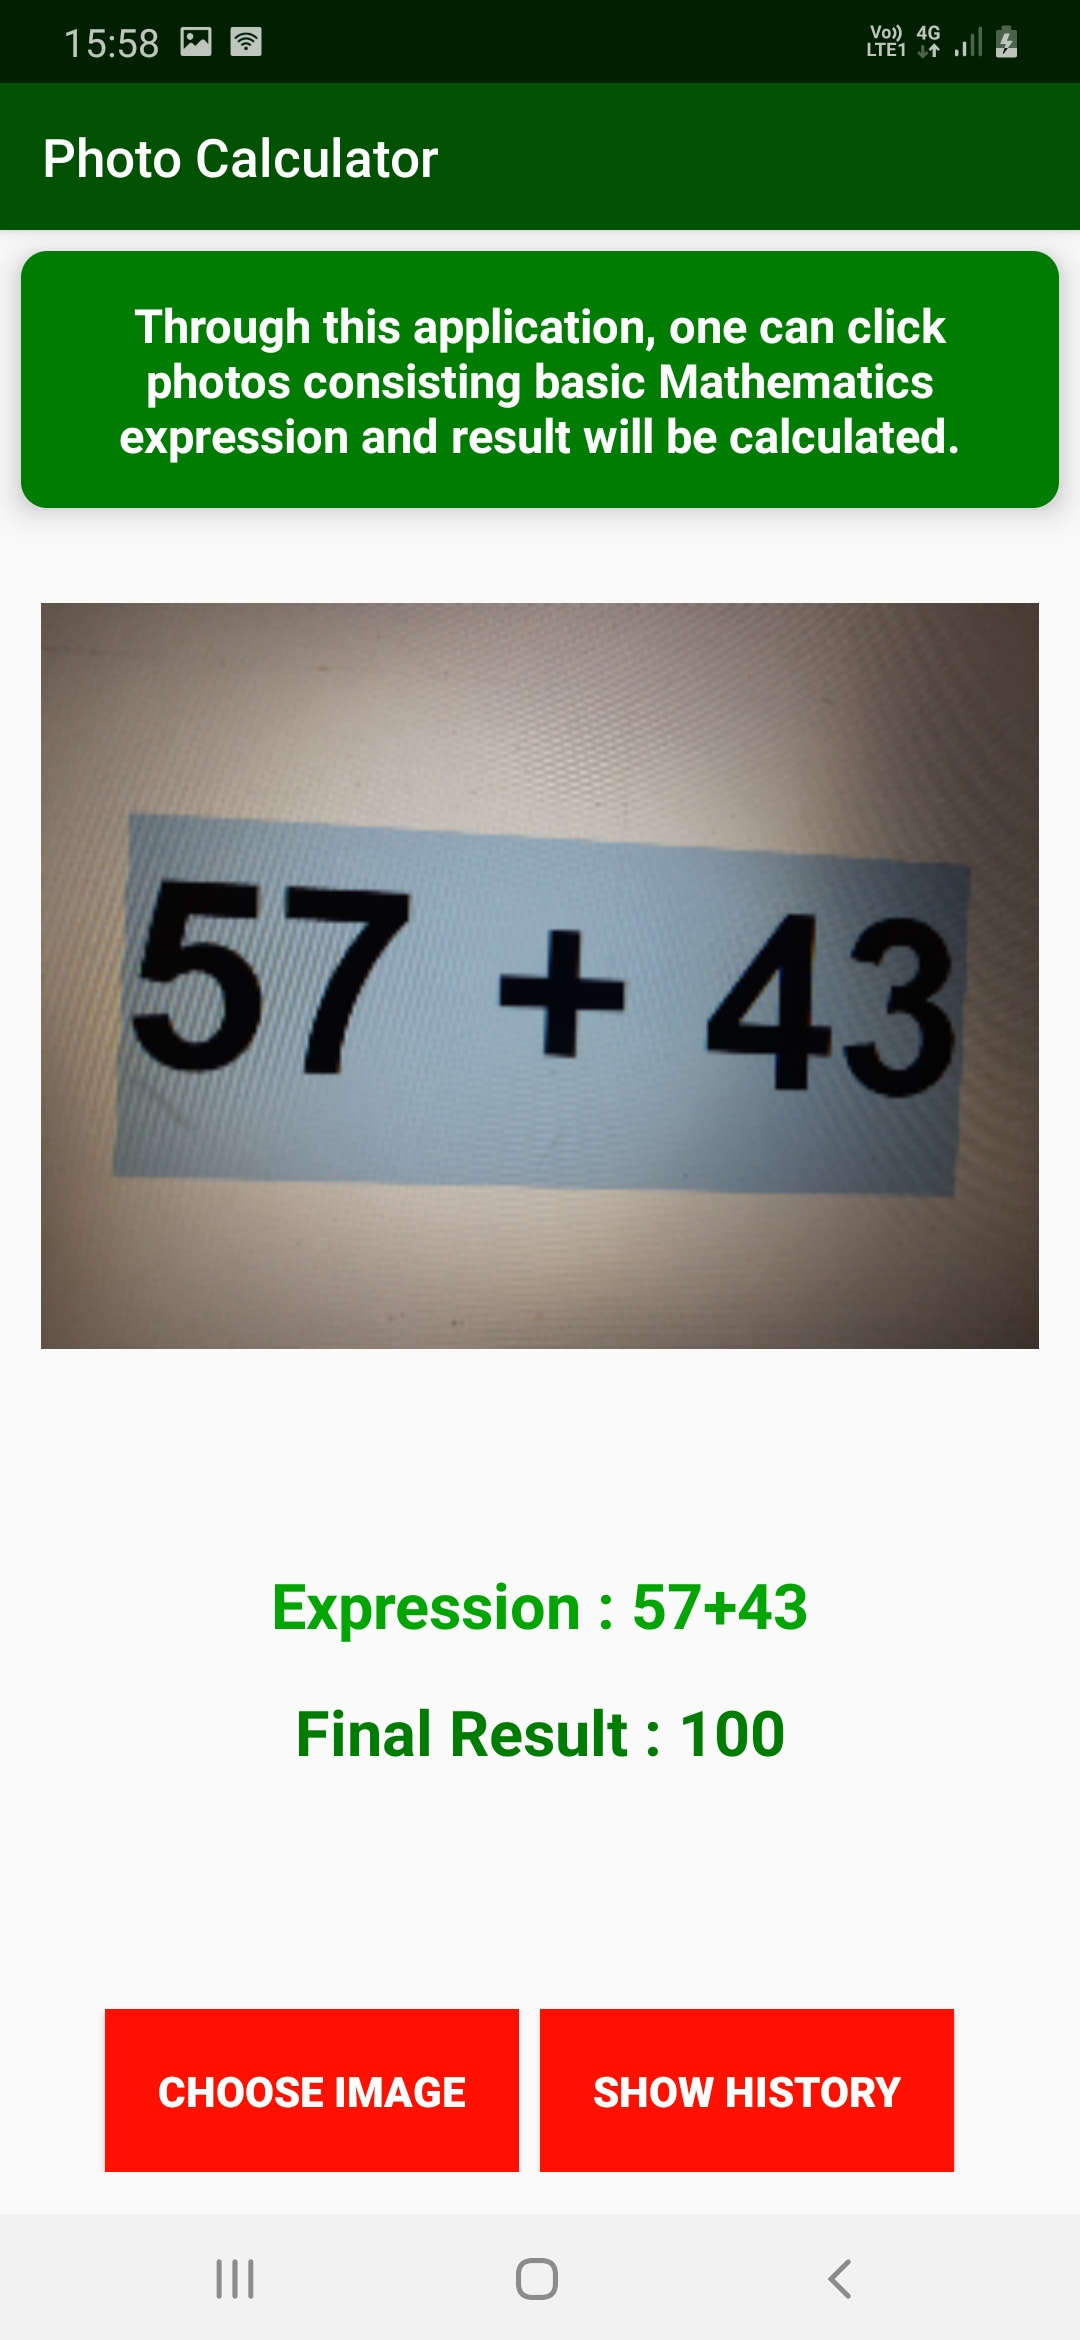 15:58
Vo)) 4G
LTE1
Photo Calculator
Through this application, one can click
photos consisting basic Mathematics
expression and result will be calculated.
57 + 43
Expression : 57+43
Final Result : 100
CHOOSE IMAGE
SHOW HISTORY